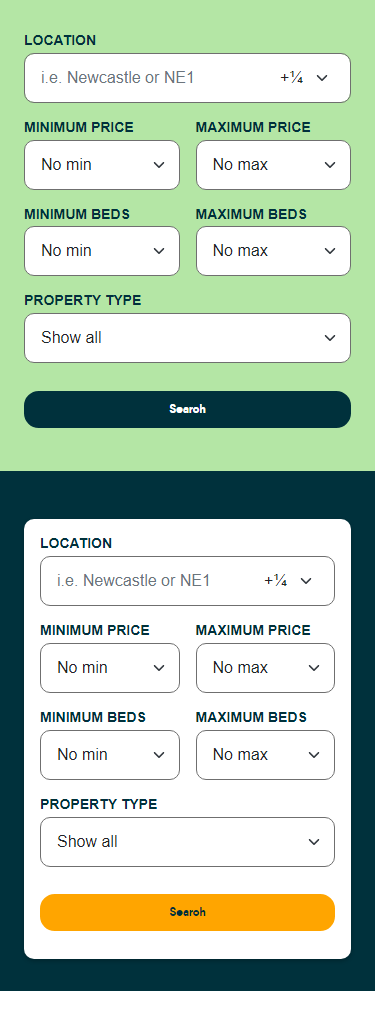 LOCATION
i.e. Newcastle or NE1 +¼
MINIMUM PRICE MAXIMUM PRICE
No min No max
MINIMUM BEDS MAXIMUM BEDS
No min No max
PROPERTY TYPE
Show all
Search
LOCATION
i.e. Newcastle or NE1 +¼
MINIMUM PRICE MAXIMUM PRICE
No min No max
MINIMUM BEDS MAXIMUM BEDS
No min No max
PROPERTY TYPE
Show all
Search